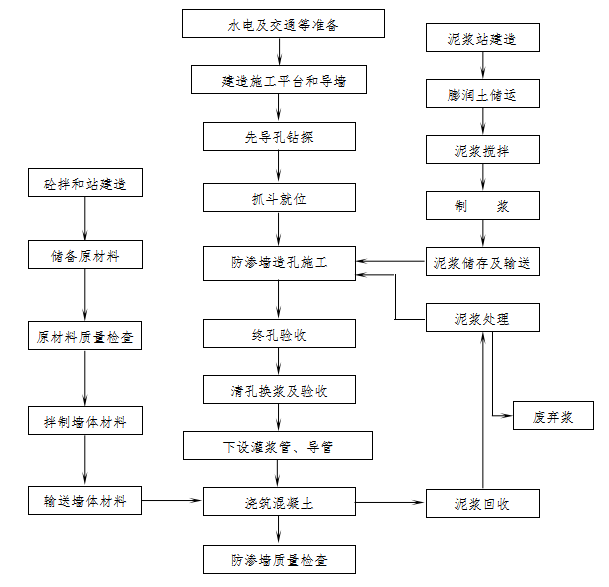 水电及交通等准备
泥浆站建造
建造施工平台和导墙
膨润土储运
先导孔钻探
泥浆搅拌
砼拌和站建造
抓斗就位
制 浆
储备原材料
防渗墙造孔施工
泥浆储存及输送
原材料质量检查
终孔验收
泥浆处理
清孔换浆及验收
拌制墙体材料
废弃浆
下设灌浆管、导管
输送墙体材料
浇筑混凝土
泥浆回收
防渗墙质量检查